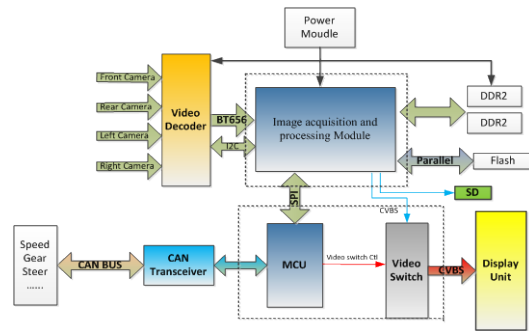 Power
Moudle
Front Camera
Rear Camera
Left Camera
Right Camera
Video
Decoder
BT656
I2C
Image acquisition and
processing Module
DDR2
DDR2
Parallel
Flash
SD
SPI
CVBS
Speed
Gear
Steer
......
CAN BUS
CAN
Transceiver
MCU
Video switch Ctl
Video
Switch
CVBS
Display
Unit